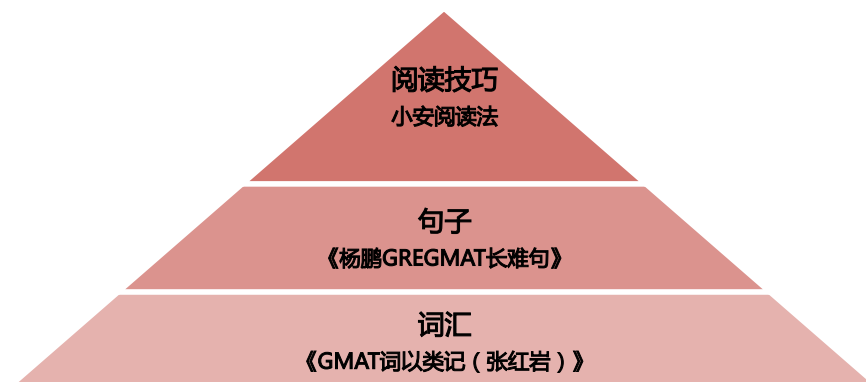 阅读技巧
小安阅读法
句子
《杨鹏GREGMAT长难句》
词汇
《GMAT词以类记（张红岩）》